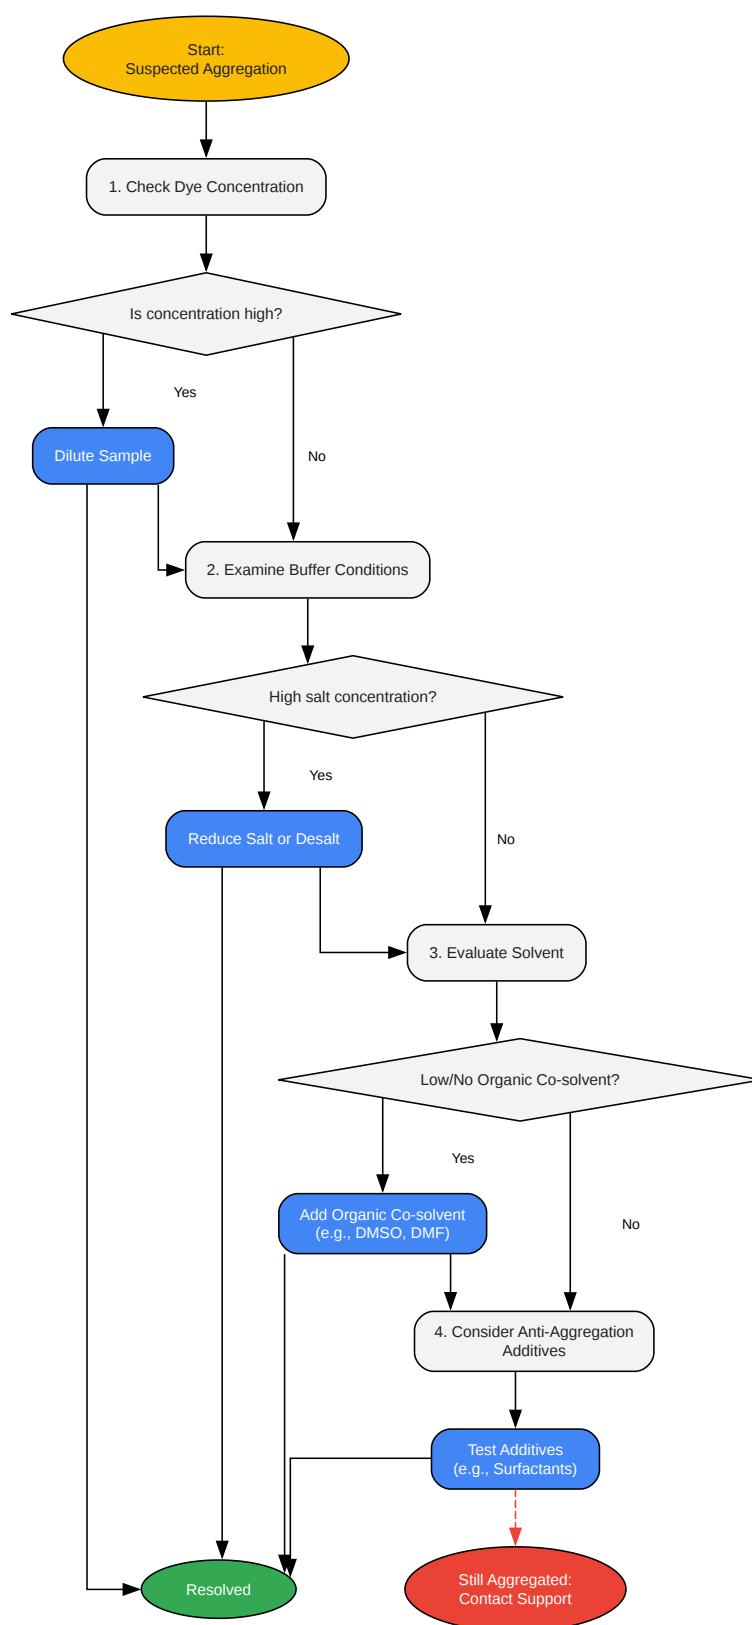 Start:
Suspected Aggregation
1. Check Dye Concentration
Is concentration high?
Yes
Dilute Sample
No
2. Examine Buffer Conditions
High salt concentration?
Yes
Reduce Salt or Desalt
No
3. Evaluate Solvent
Low/No Organic Co-solvent?
Yes
Add Organic Co-solvent
(e.g., DMSO, DMF)
No
4. Consider Anti-Aggregation
Additives
Test Additives
(e.g., Surfactants)
Resolved
Still Aggregated:
Contact Support